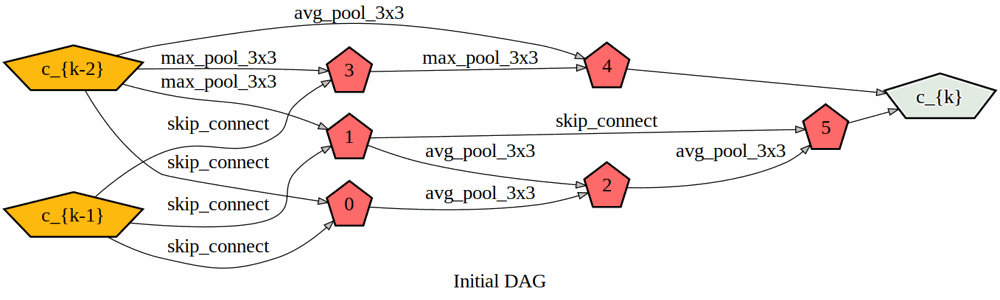 avg_pool_3x3
c_{k-2}
max_pool_3x3
max_pool_3x3
3
max_pool_3x3
4
c_{k}
skip_connect
1
skip_connect
5
skip_connect
avg_pool_3x3
avg_pool_3x3
c_{k-1}
skip_connect
0
avg_pool_3x3
2
skip_connect
Initial DAG